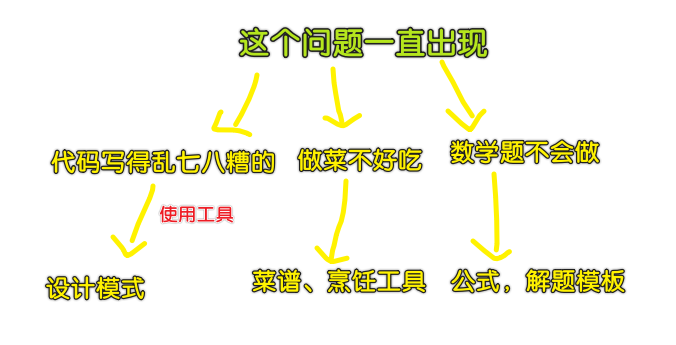 这个问题一直出现
代码写得乱七八糟的
做菜不好吃
数学题不会做
使用工具
设计模式
菜谱、烹饪工具
公式，解题模板